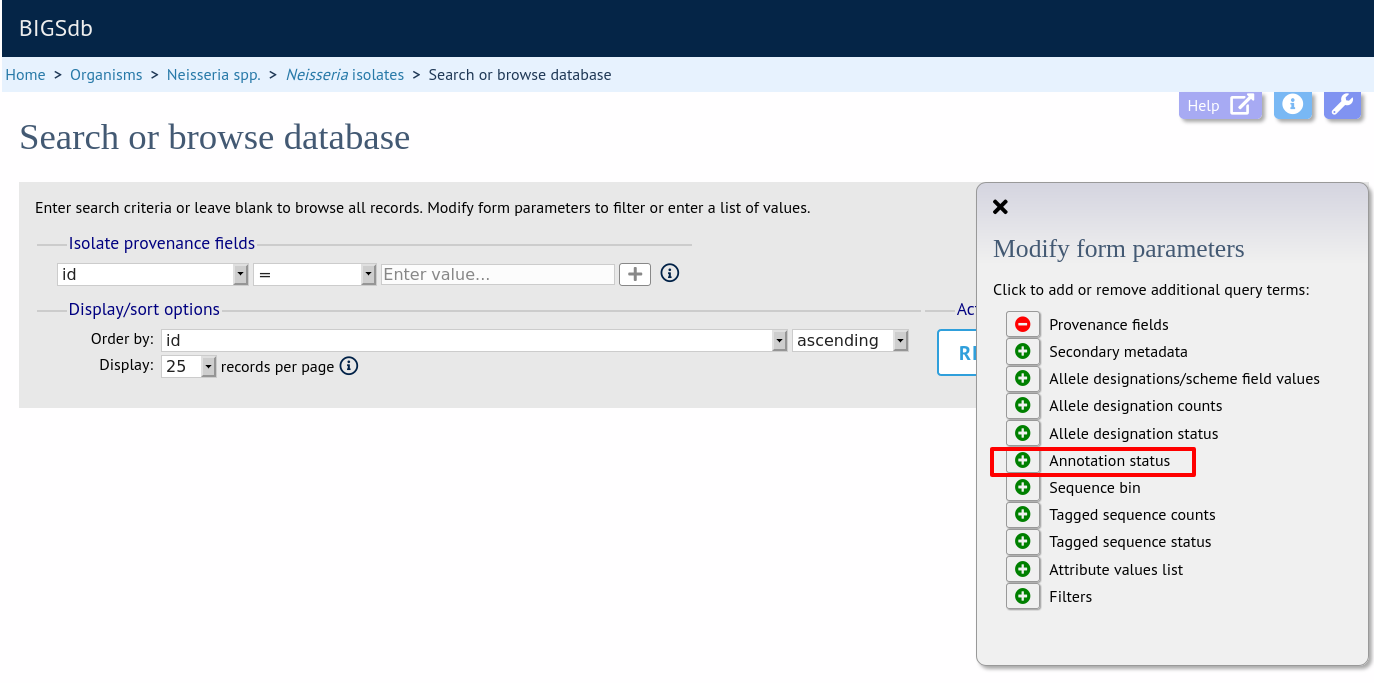 BIGSdb
Home > Organisms > Neisseria spp. > Neisseria isolates > Search or browse database
Help
Search or browse database
Enter search criteria or leave blank to browse all records. Modify form parameters to filter or enter a list of values.
Isolate provenance fields
id = Enter value...
Display/sort options
Order by: id ascending
Display: 25 records per page
Modify form parameters
Click to add or remove additional query terms:
Provenance fields
Secondary metadata
Allele designations/scheme field values
Allele designation counts
Allele designation status
Annotation status
Sequence bin
Tagged sequence counts
Tagged sequence status
Attribute values list
Filters